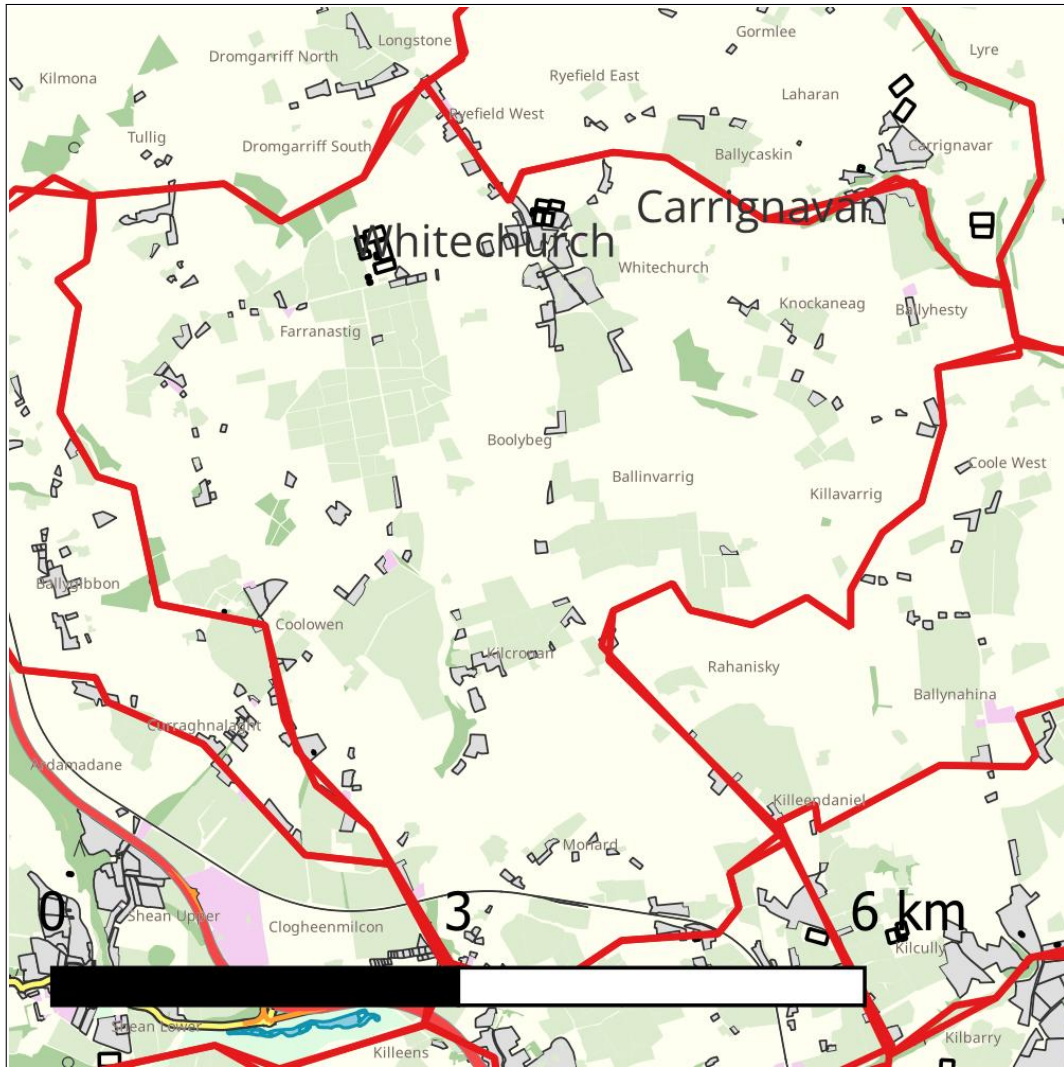 Longstone
Gormlee
Dromgarriff North
Lyre
Kilmona
Ryefield East
Laharan
Ryefield West
Tullig
Dromgarriff South
Carrignavar
Ballycaskin
Carrignavar
Whitechurch
Whitechurch
Knockaneag
Ballyhesty
Farranastig
Boolybeg
Coole West
Ballinvarrig
Killavarrig
Ballygibbon
Coolowen
Kilcronan
Rahanisky
Ballynahina
Curraghnalaght
Ardamadane
Killeendaniel
Monard
0 3 6 km
Shean Upper
Clogheenmilcon
Kilcully
Shean Lower
Kilbarry
Killeens